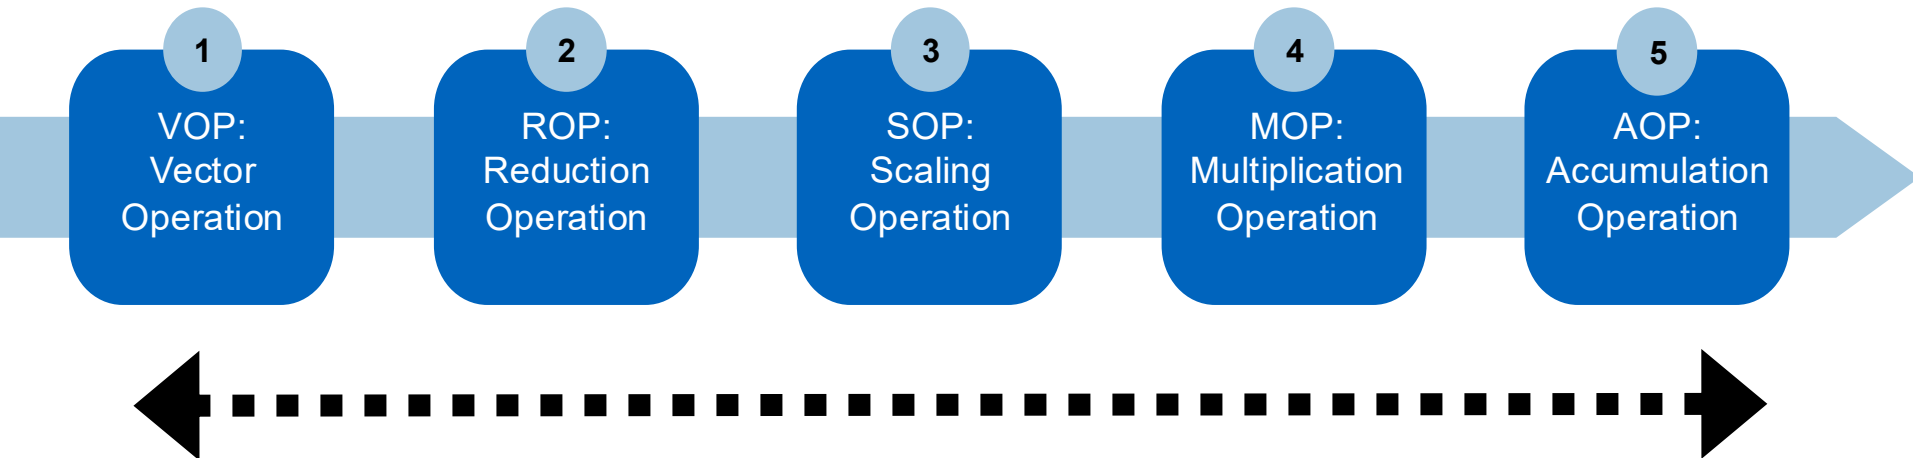 1
VOP:
Vector
Operation
2
ROP:
Reduction
Operation
3
SOP:
Scaling
Operation
4
MOP:
Multiplication
Operation
5
AOP:
Accumulation
Operation